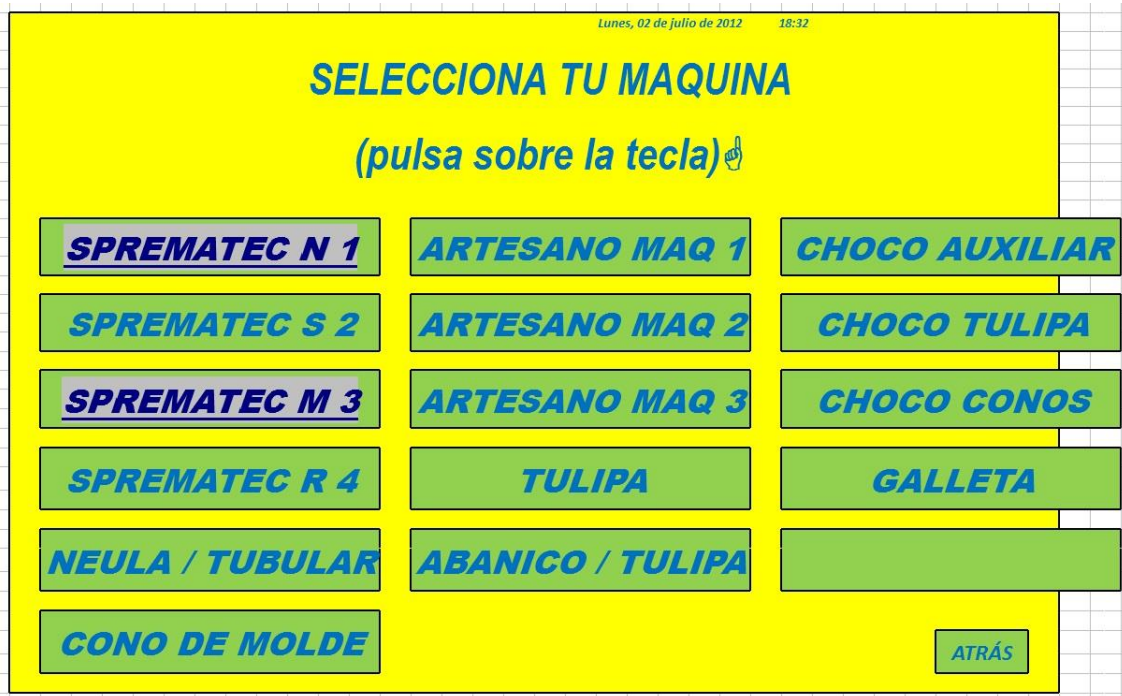 Lunes, 02 de julio de 2012 18:32
SELECCIONA TU MAQUINA
(pulsa sobre la tecla)☝
SPREMATEC N 1
ARTESANO MAQ 1
CHOCO AUXILIAR
SPREMATEC S 2
ARTESANO MAQ 2
CHOCO TULIPA
SPREMATEC M 3
ARTESANO MAQ 3
CHOCO CONOS
SPREMATEC R 4
TULIPA
GALLETA
NEULA / TUBULAR
ABANICO / TULIPA
CONO DE MOLDE
ATRÁS